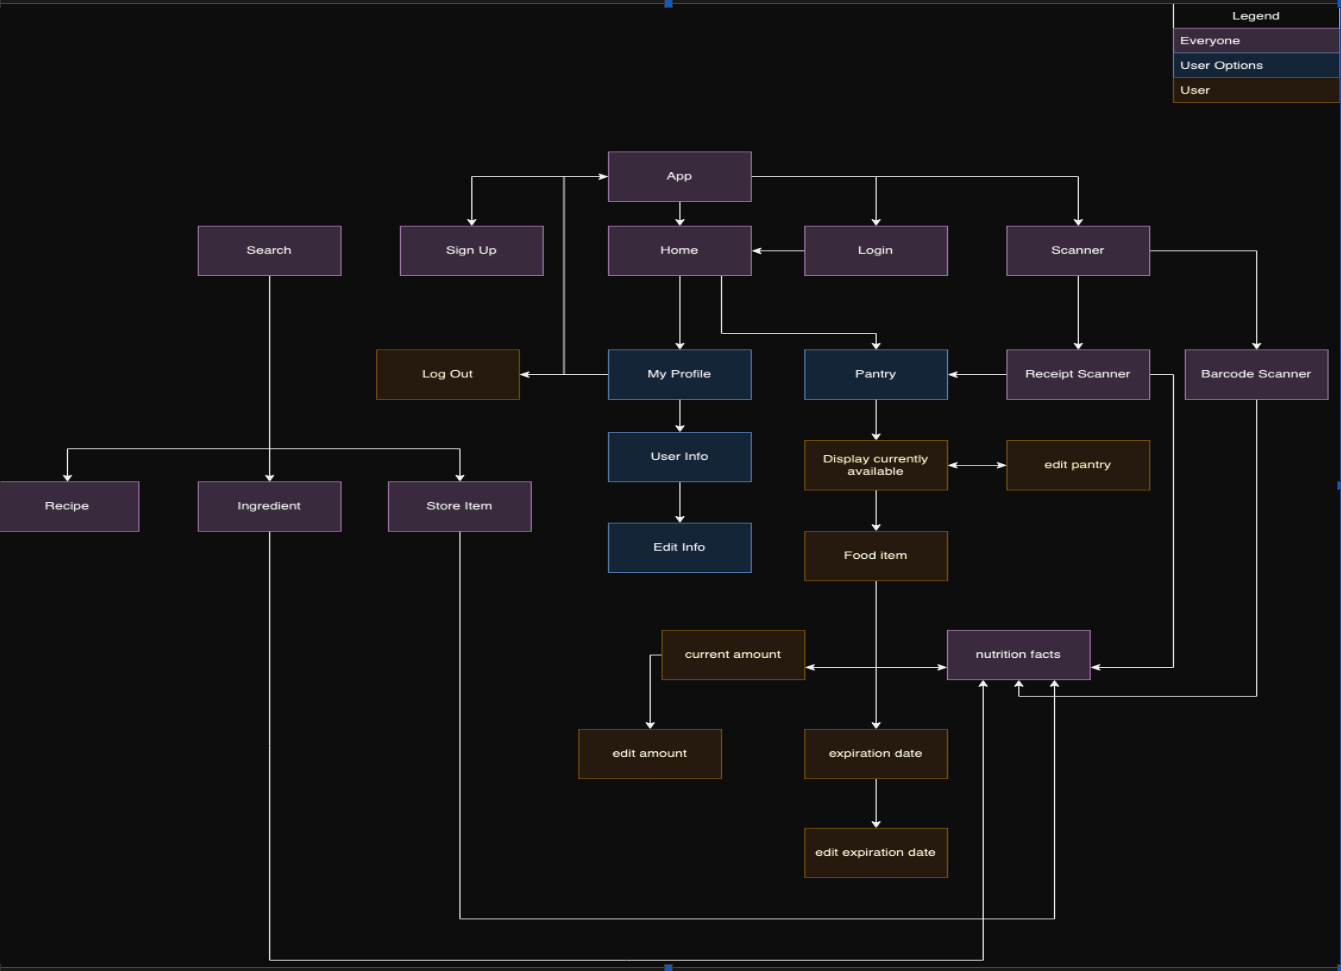 Legend
Everyone
User Options
User
App
Search
Sign Up
Home
Login
Scanner
Log Out
My Profile
Pantry
Receipt Scanner
Barcode Scanner
User Info
Display currently
available
edit pantry
Recipe
Ingredient
Store Item
Edit Info
Food item
current amount
nutrition facts
edit amount
expiration date
edit expiration date